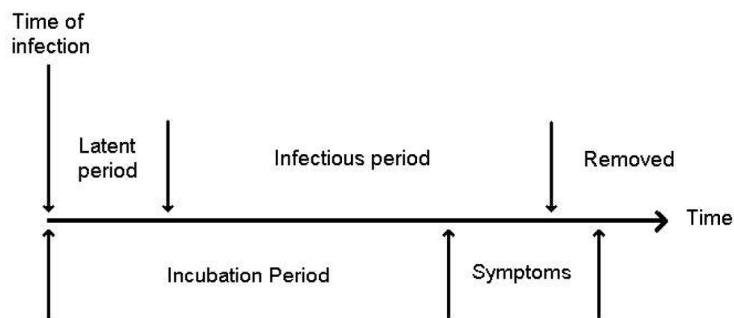 Time of
infection
Latent
period
Infectious period
Removed
Time
Incubation Period
Symptoms